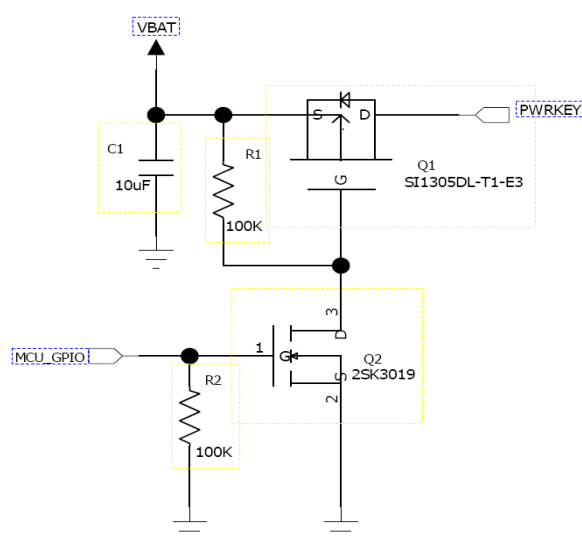 VBAT
S
D
PWRKEY
C1
R1
Q1
10uF
G
SI1305DL-T1-E3
100K
3
D
MCU_GPIO
1
G
Q2
2SK3019
R2
S
2
100K